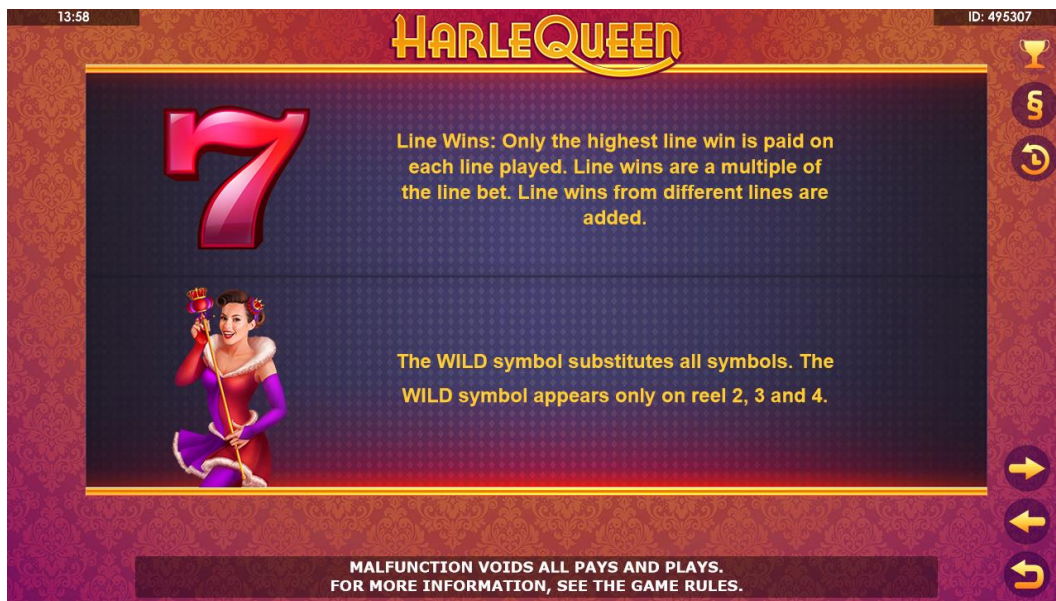 13:58
ID: 495307
HARLEQUEEN
7
§
Line Wins: Only the highest line win is paid on
each line played. Line wins are a multiple of
the line bet. Line wins from different lines are
added.
The WILD symbol substitutes all symbols. The
WILD symbol appears only on reel 2, 3 and 4.
MALFUNCTION VOIDS ALL PAYS AND PLAYS.
FOR MORE INFORMATION, SEE THE GAME RULES.